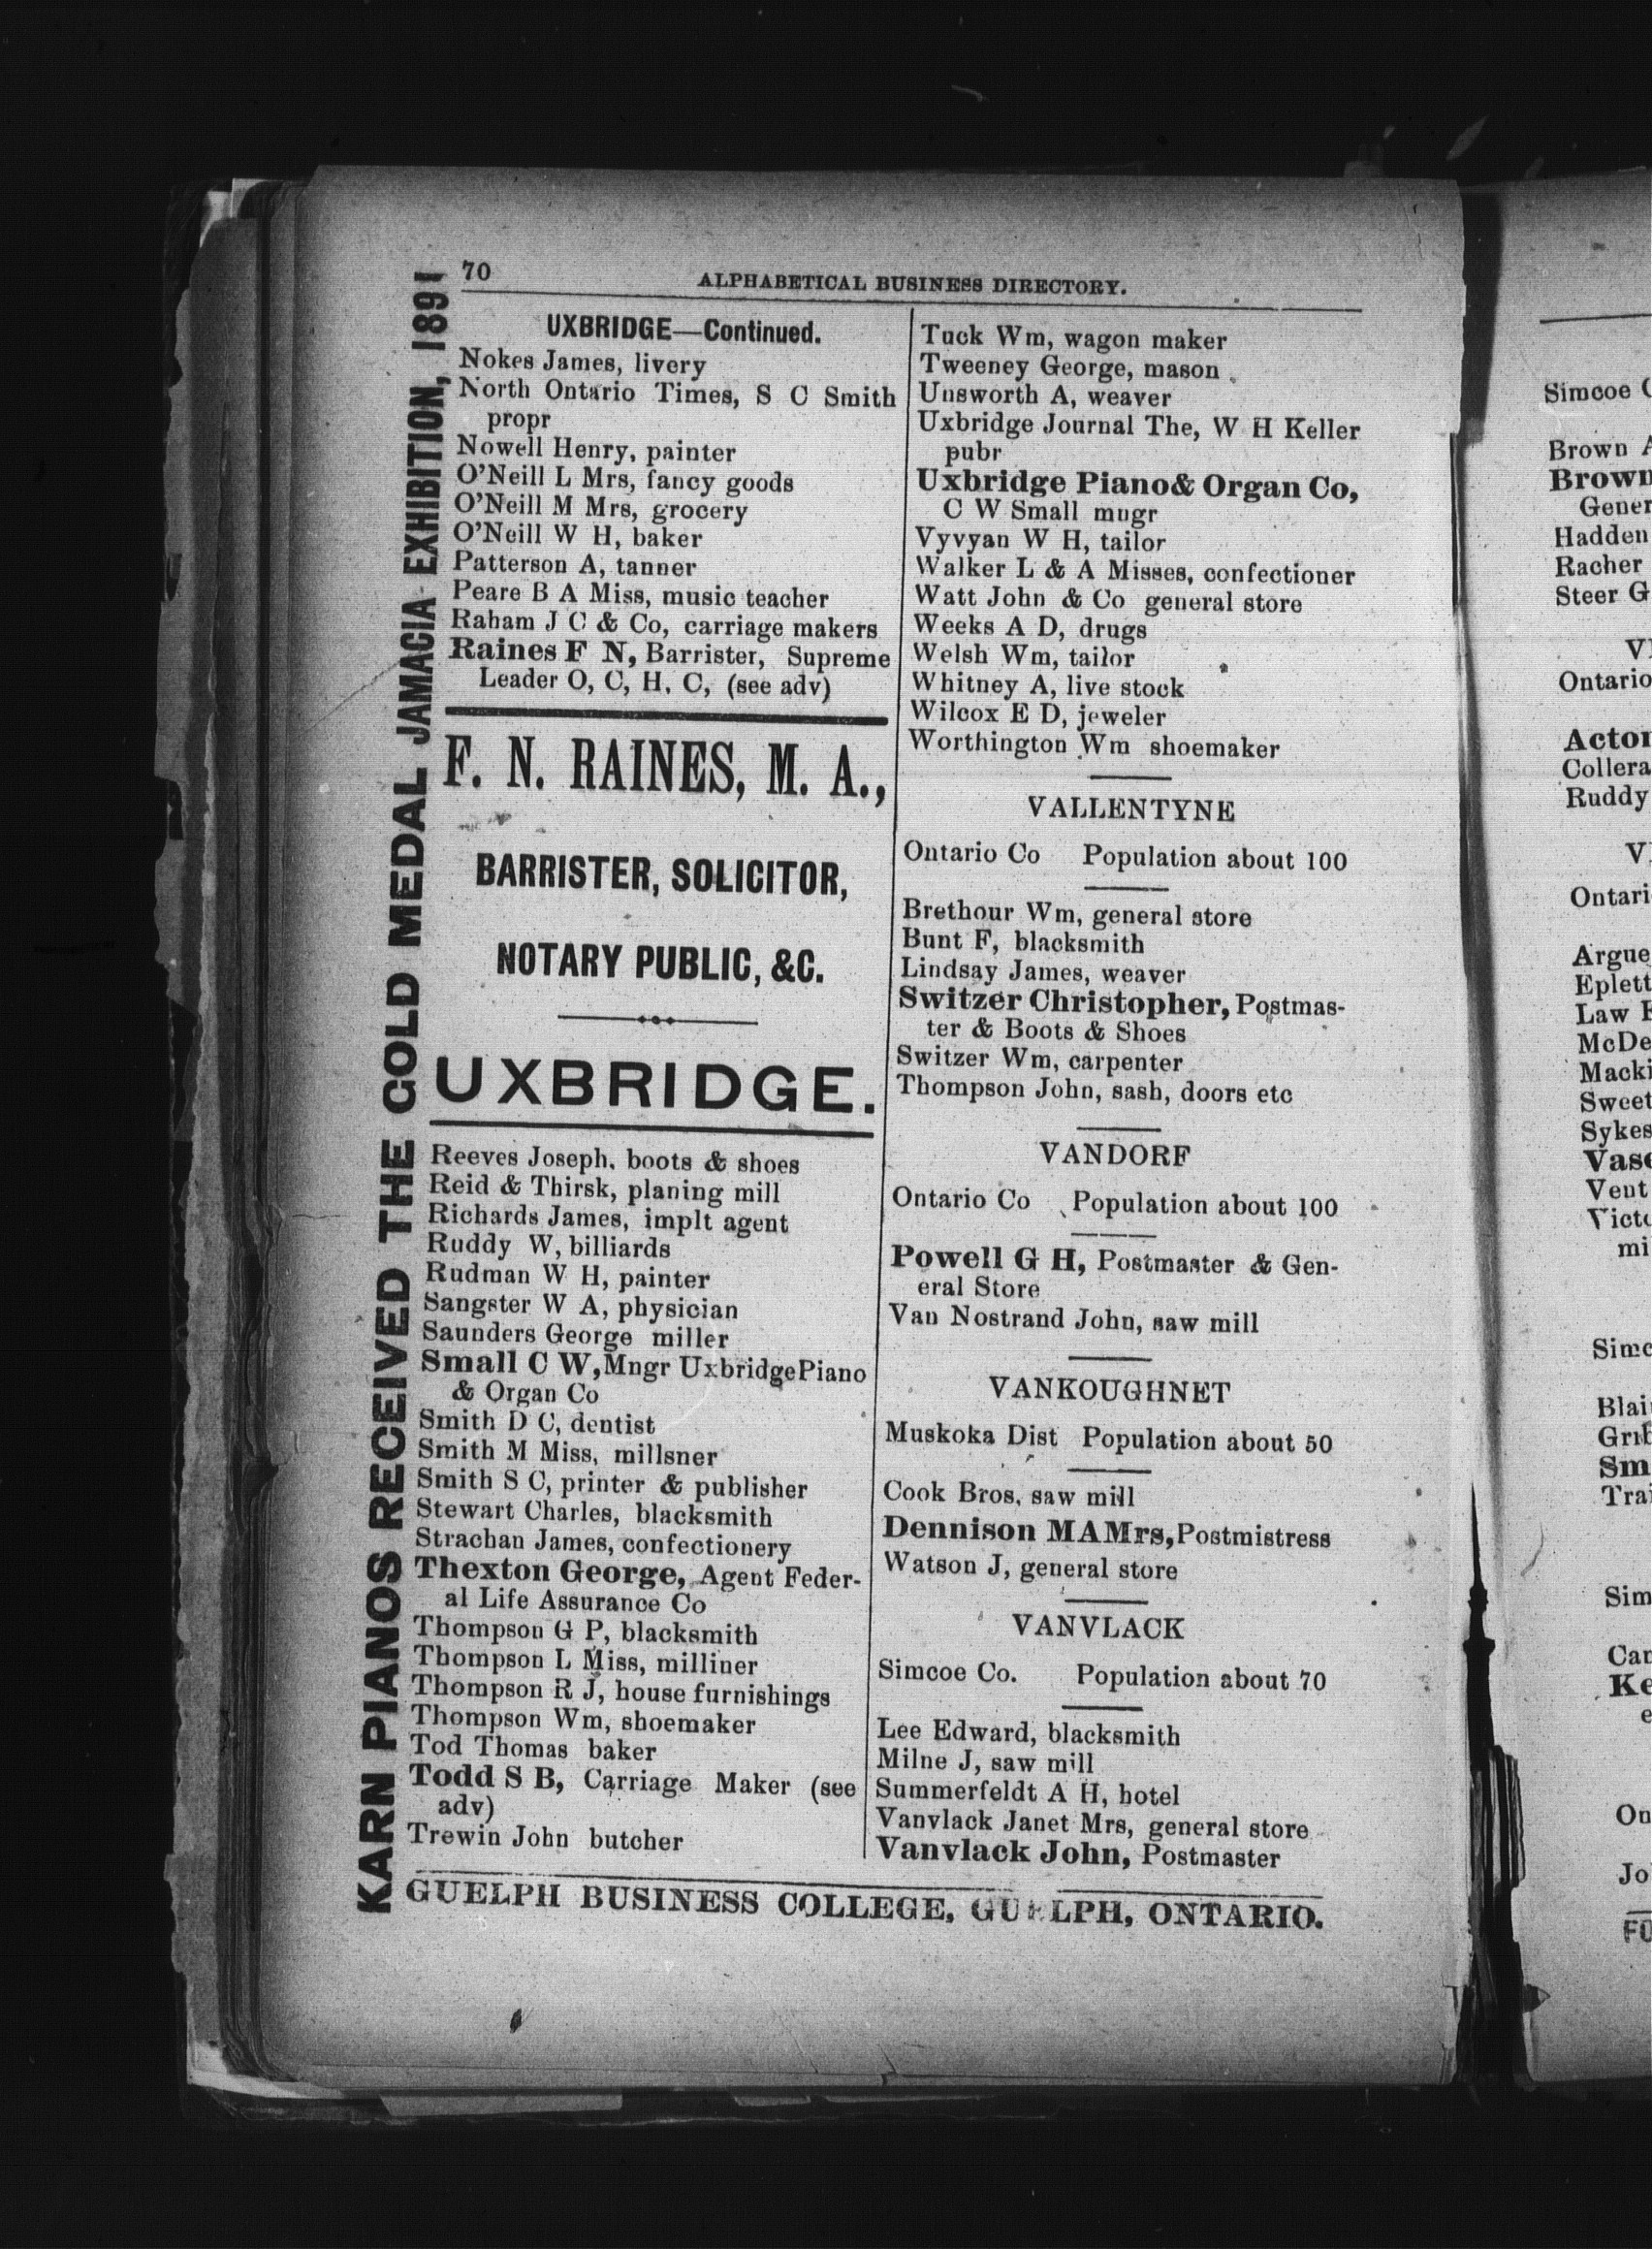 70
ALPHABETICAL BUSINESS DIRECTORY.
KARN PIANOS RECEIVED THE GOLD MEDAL JAMACIA EXHIBITION, 1891
UXBRIDGE—Continued.
Nokes James, livery
North Ontario Times, S C Smith
propr
Nowell Henry, painter
O'Neill L Mrs, fancy goods
O'Neill M Mrs, grocery
O'Neill W H, baker
Patterson A, tanner
Peare B A Miss, music teacher
Raham J C & Co, carriage makers
Raines F N, Barrister, Supreme
Leader O, C, H, C, (see adv)
F. N. RAINES, M. A.,
BARRISTER, SOLICITOR,
NOTARY PUBLIC, &C.
UXBRIDGE.
Reeves Joseph, boots & shoes
Reid & Thirsk, planing mill
Richards James, implt agent
Ruddy W, billiards
Rudman W H, painter
Sangster W A, physician
Saunders George miller
Small C W, Mngr Uxbridge Piano
& Organ Co
Smith D C, dentist
Smith M Miss, millsner
Smith S C, printer & publisher
Stewart Charles, blacksmith
Strachan James, confectionery
Thexton George, Agent Feder-
al Life Assurance Co
Thompson G P, blacksmith
Thompson L Miss, milliner
Thompson R J, house furnishings
Thompson Wm, shoemaker
Tod Thomas baker
Todd S B, Carriage Maker (see
adv)
Trewin John butcher
Tuck Wm, wagon maker
Tweeney George, mason
Unsworth A, weaver
Uxbridge Journal The, W H Keller
pubr
Uxbridge Piano & Organ Co,
C W Small mngr
Vyvyan W H, tailor
Walker L & A Misses, confectioner
Watt John & Co general store
Weeks A D, drugs
Welsh Wm, tailor
Whitney A, live stock
Wilcox E D, jeweler
Worthington Wm shoemaker
VALLENTYNE
Ontario Co Population about 100
Brethour Wm, general store
Bunt F, blacksmith
Lindsay James, weaver
Switzer Christopher, Postmas-
ter & Boots & Shoes
Switzer Wm, carpenter
Thompson John, sash, doors etc
VANDORF
Ontario Co Population about 100
Powell G H, Postmaster & Gen-
eral Store
Van Nostrand John, saw mill
VANKOUGHNET
Muskoka Dist Population about 50
Cook Bros, saw mill
Dennison M A Mrs, Postmistress
Watson J, general store
VANVLACK
Simcoe Co. Population about 70
Lee Edward, blacksmith
Milne J, saw mill
Summerfeldt A H, hotel
Vanvlack Janet Mrs, general store
Vanvlack John, Postmaster
GUELPH BUSINESS COLLEGE, GUELPH, ONTARIO.
Simcoe
Brown
Brown
Hadden
Racher
Steer G
Ontario
Ruddy
Argue
Law
Sykes